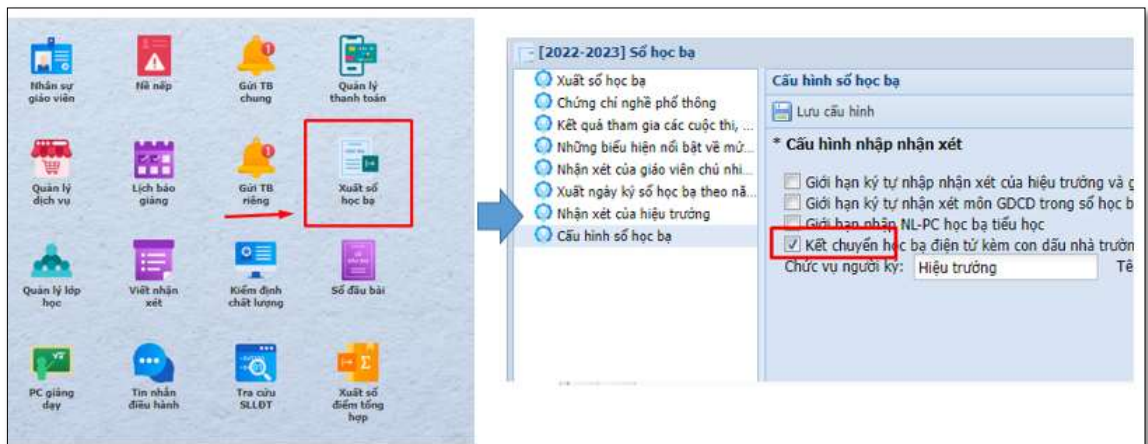 Nhân sự
giáo viên
Nề nếp
Gửi TB
chung
Quản lý
thanh toán
Quản lý
dịch vụ
Lịch báo
giảng
Gửi TB
riêng
Xuất sổ
học bạ
Quản lý lớp
học
Viết nhận
xét
Kiểm định
chất lượng
Sổ đầu bài
PC giảng
dạy
Tin nhắn
điều hành
Tra cứu
SLLĐT
Xuất sổ
điểm tổng
hợp
[2022-2023] Sổ học bạ
Xuất sổ học bạ
Chứng chỉ nghề phổ thông
Kết quả tham gia các cuộc thi, ...
Những biểu hiện nổi bật về mứ...
Nhận xét của giáo viên chủ nhi...
Xuất ngày ký sổ học bạ theo nă...
Nhận xét của hiệu trưởng
Cấu hình sổ học bạ
Cấu hình sổ học bạ
Lưu cấu hình
* Cấu hình nhập nhận xét
Giới hạn ký tự nhập nhận xét của hiệu trưởng và g
Giới hạn ký tự nhận xét môn GDCD trong sổ học b
Giới hạn nhập NL-PC học bạ tiểu học
Kết chuyển học bạ điện tử kèm con dấu nhà trườn
Chức vụ người ký: Hiệu trưởng Tê